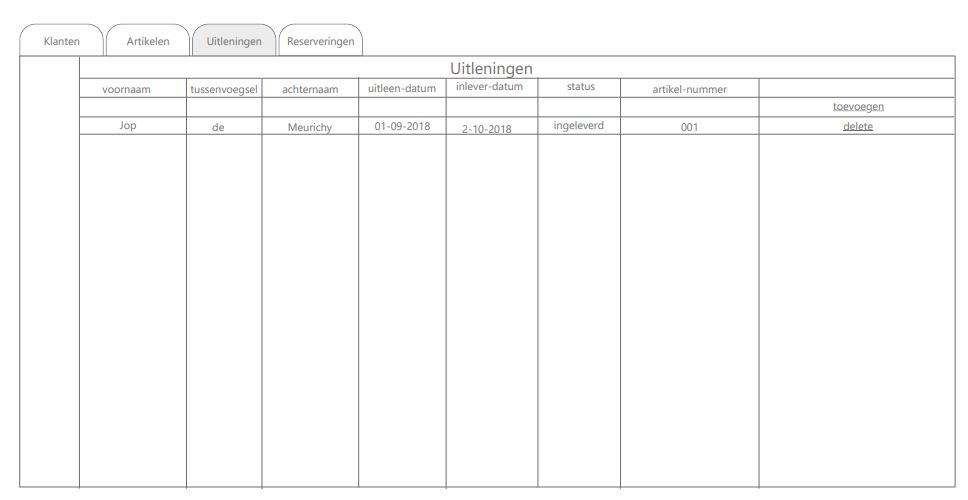 Klanten Artikelen Uitleningen Reserveringen
Uitleningen
voornaam tussenvoegsel achternaam uitleen-datum inlever-datum status artikel-nummer
toevoegen
Jop de Meurichy 01-09-2018 2-10-2018 ingeleverd 001 delete